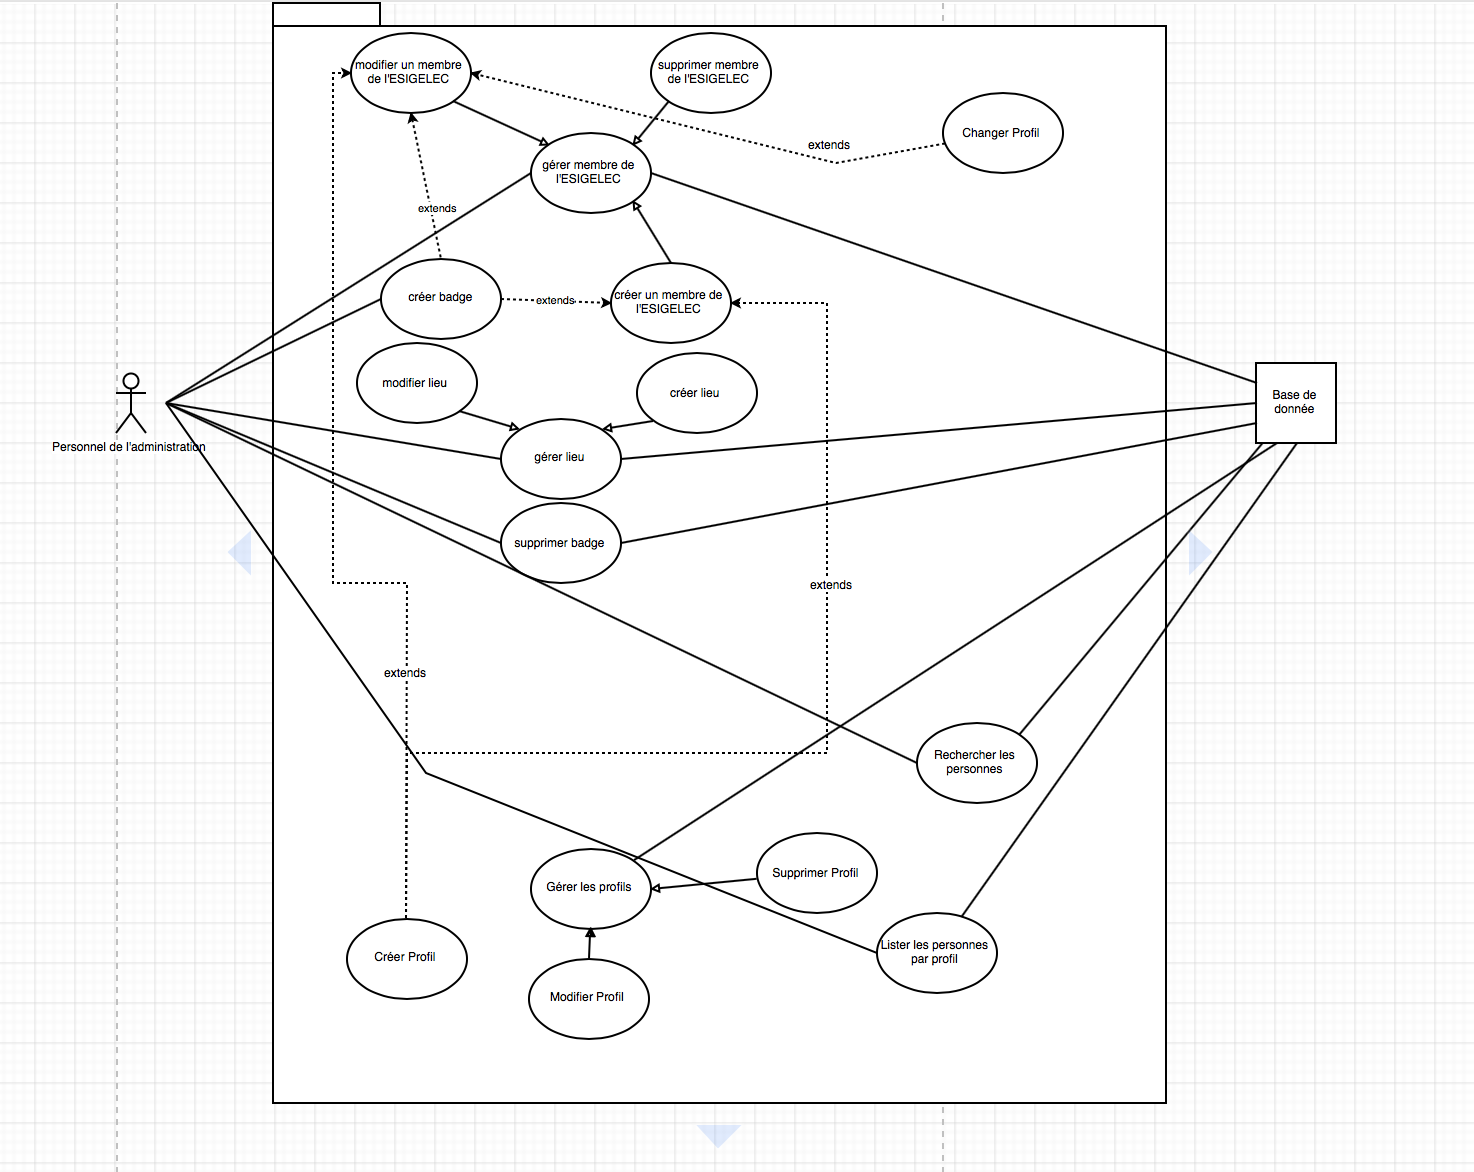 modifier un membre
de l'ESIGELEC
supprimer membre
de l'ESIGELEC
Changer Profil
extends
gérer membre de
l'ESIGELEC
extends
créer badge
extends
créer un membre de
l'ESIGELEC
modifier lieu
créer lieu
Base de
donnée
Personnel de l'administration
gérer lieu
supprimer badge
extends
extends
Rechercher les
personnes
Gérer les profils
Supprimer Profil
Créer Profil
Lister les personnes
par profil
Modifier Profil